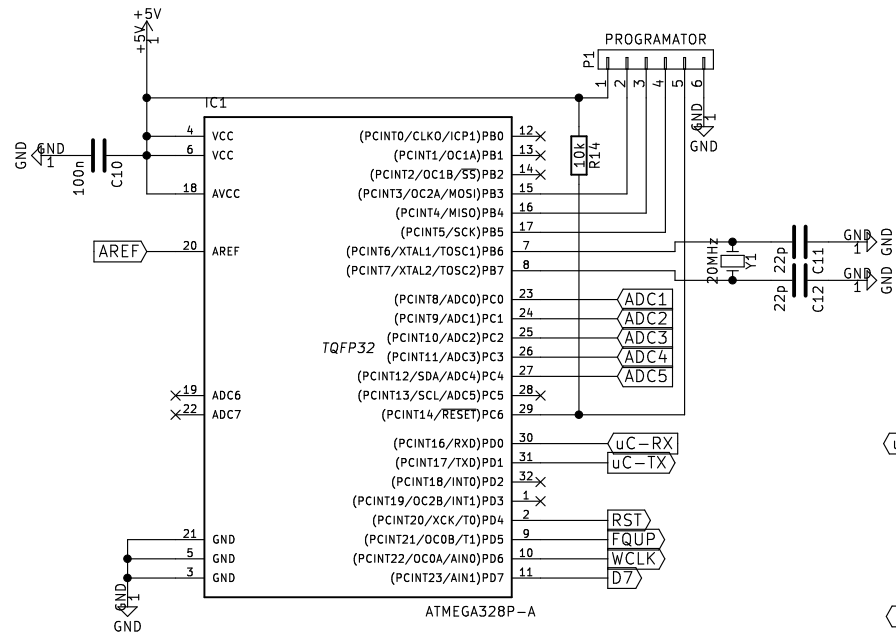 +5V
+5V
1
PROGRAMATOR
P1
1 2 3 4 5 6
GND
1
GND
IC1
4 VCC
6 VCC
GND
GND
1
100n
C10
18 AVCC
AREF 20 AREF
TQFP32
19 ADC6
22 ADC7
21 GND
5 GND
3 GND
GND
1
GND
(PCINT0/CLKO/ICP1)PB0 12
(PCINT1/OC1A)PB1 13
(PCINT2/OC1B/SS)PB2 14
(PCINT3/OC2A/MOSI)PB3 15
(PCINT4/MISO)PB4 16
(PCINT5/SCK)PB5 17
(PCINT6/XTAL1/TOSC1)PB6 7
(PCINT7/XTAL2/TOSC2)PB7 8
(PCINT8/ADC0)PC0 23 ADC1
(PCINT9/ADC1)PC1 24 ADC2
(PCINT10/ADC2)PC2 25 ADC3
(PCINT11/ADC3)PC3 26 ADC4
(PCINT12/SDA/ADC4)PC4 27 ADC5
(PCINT13/SCL/ADC5)PC5 28
(PCINT14/RESET)PC6 29
(PCINT16/RXD)PD0 30 uC-RX
(PCINT17/TXD)PD1 31 uC-TX
(PCINT18/INT0)PD2 32
(PCINT19/OC2B/INT1)PD3 1
(PCINT20/XCK/T0)PD4 2 RST
(PCINT21/OC0B/T1)PD5 9 FQUP
(PCINT22/OC0A/AIN0)PD6 10 WCLK
(PCINT23/AIN1)PD7 11 D7
ATMEGA328P-A
10k
R14
20MHz
Y1
22p
C11
GND
1
GND
22p
C12
GND
1
GND